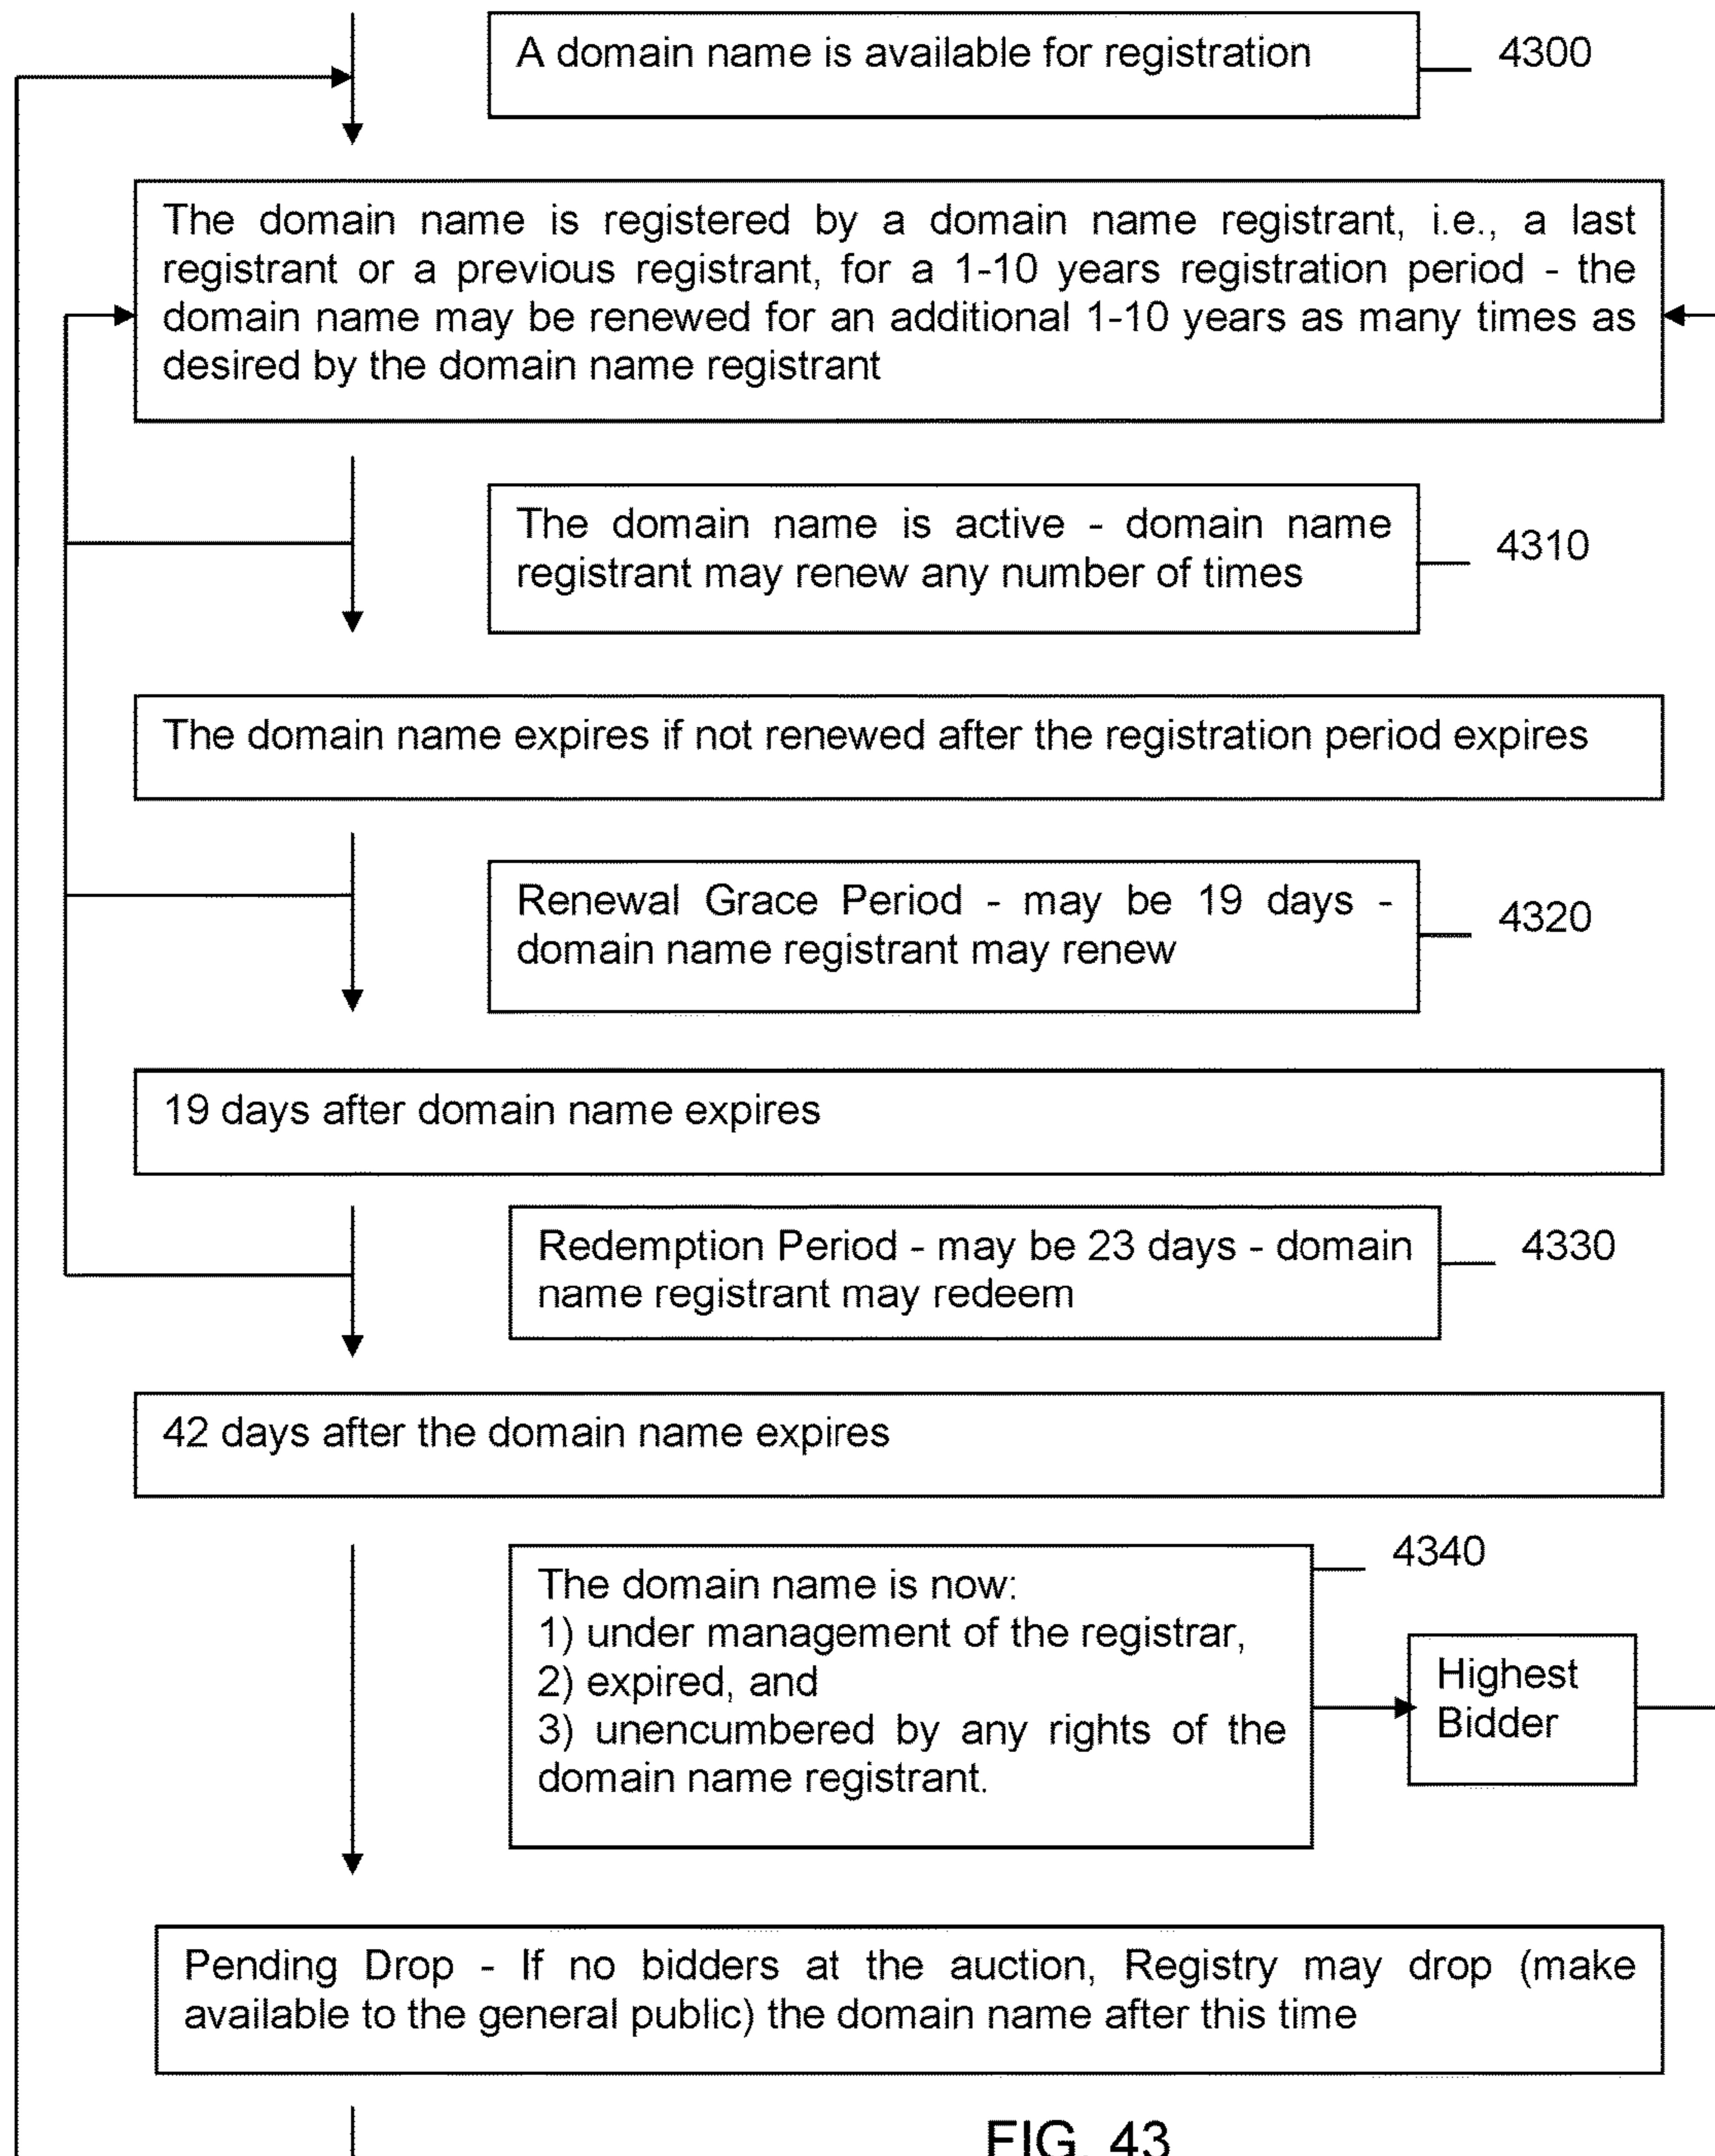 A domain name is available for registration
4300
The domain name is registered by a domain name registrant, i.e., a last
registrant or a previous registrant, for a 1-10 years registration period - the
domain name may be renewed for an additional 1-10 years as many times as
desired by the domain name registrant
The domain name is active - domain name
registrant may renew any number of times
4310
The domain name expires if not renewed after the registration period expires
Renewal Grace Period - may be 19 days -
domain name registrant may renew
4320
19 days after domain name expires
Redemption Period - may be 23 days - domain
name registrant may redeem
4330
42 days after the domain name expires
4340
The domain name is now:
1) under management of the registrar,
2) expired, and
3) unencumbered by any rights of the
domain name registrant.
Highest
Bidder
Pending Drop - If no bidders at the auction, Registry may drop (make
available to the general public) the domain name after this time
FIG. 43